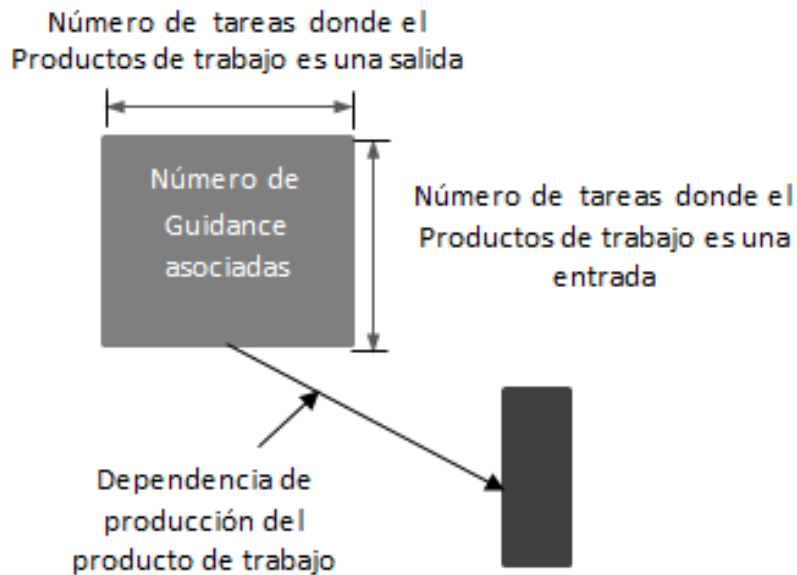 Número de tareas donde el
Productos de trabajo es una salida
Número de
Guidance
asociadas
Número de tareas donde el
Productos de trabajo es una
entrada
Dependencia de
producción del
producto de trabajo